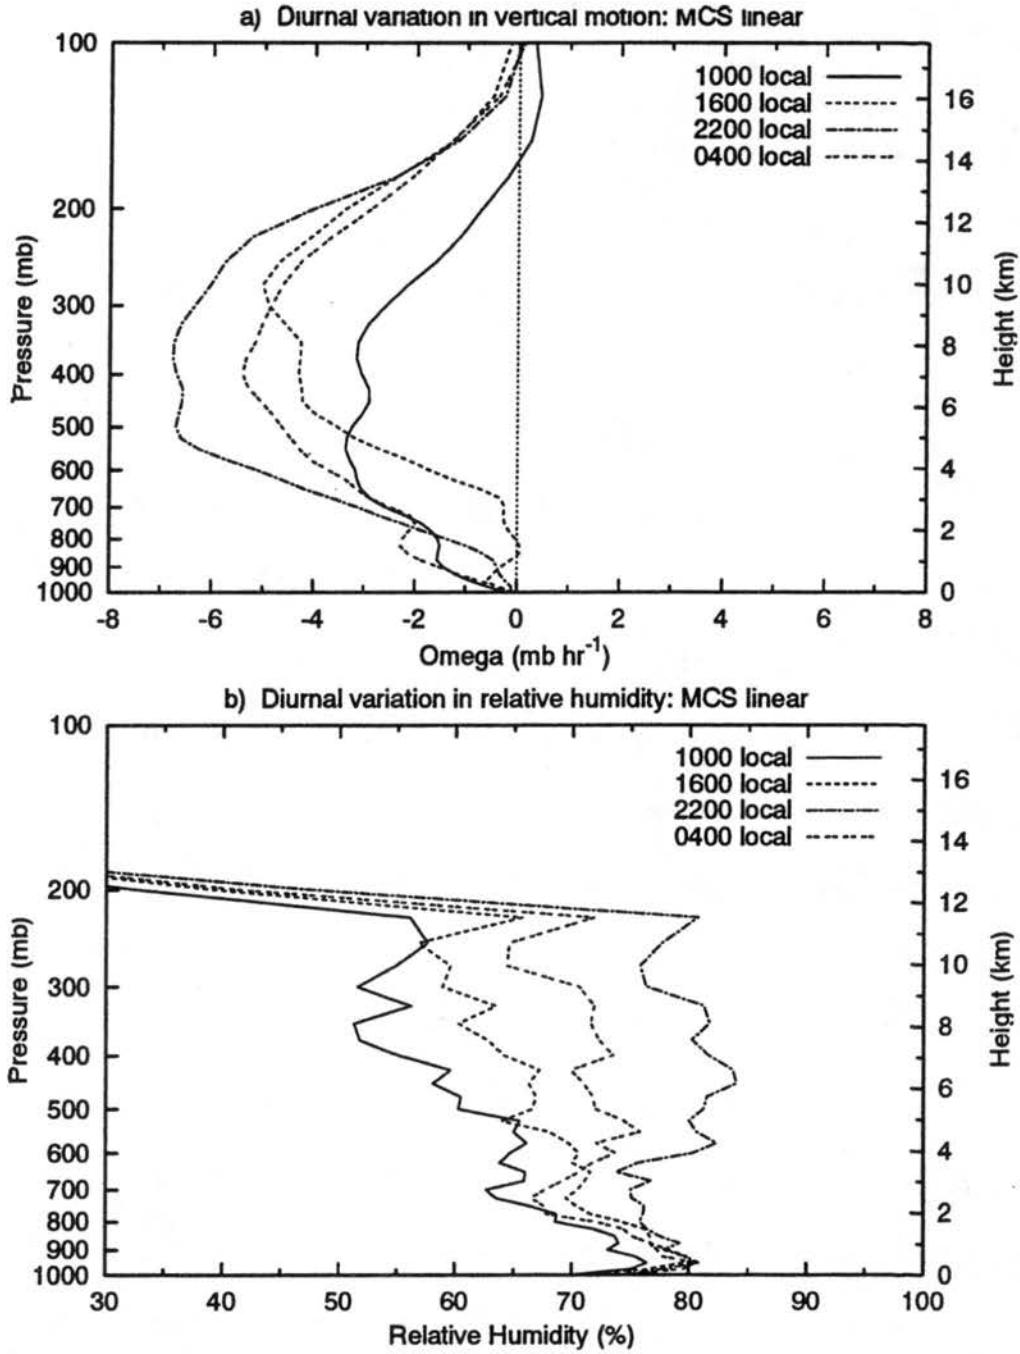 a) Diurnal variation in vertical motion: MCS linear
100
200
300
400
500
600
700
800
900
1000
Pressure (mb)
1000 local
1600 local
2200 local
0400 local
16
14
12
10
8
6
4
2
0
Height (km)
-8 -6 -4 -2 0 2 4 6 8
Omega (mb hr⁻¹)
b) Diurnal variation in relative humidity: MCS linear
100
200
300
400
500
600
700
800
900
1000
Pressure (mb)
1000 local
1600 local
2200 local
0400 local
16
14
12
10
8
6
4
2
0
Height (km)
30 40 50 60 70 80 90 100
Relative Humidity (%)